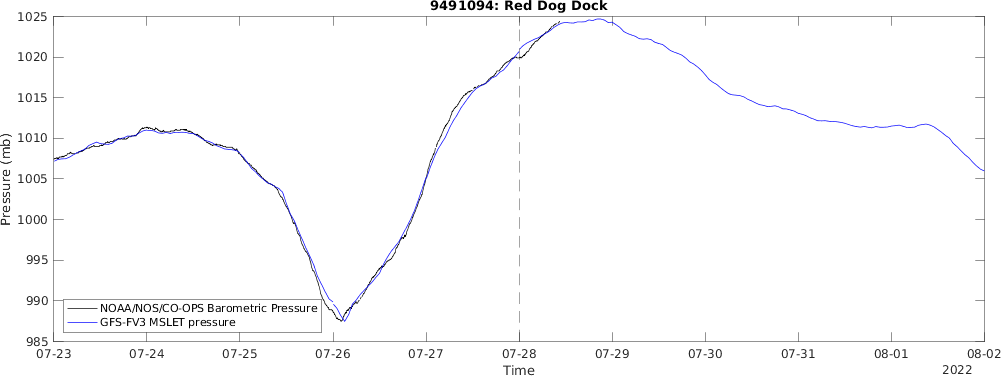 9491094: Red Dog Dock
Pressure (mb)
1025
1020
1015
1010
1005
1000
995
990
985
NOAA/NOS/CO-OPS Barometric Pressure
GFS-FV3 MSLET pressure
07-23 07-24 07-25 07-26 07-27 07-28 07-29 07-30 07-31 08-01 08-02
Time
2022